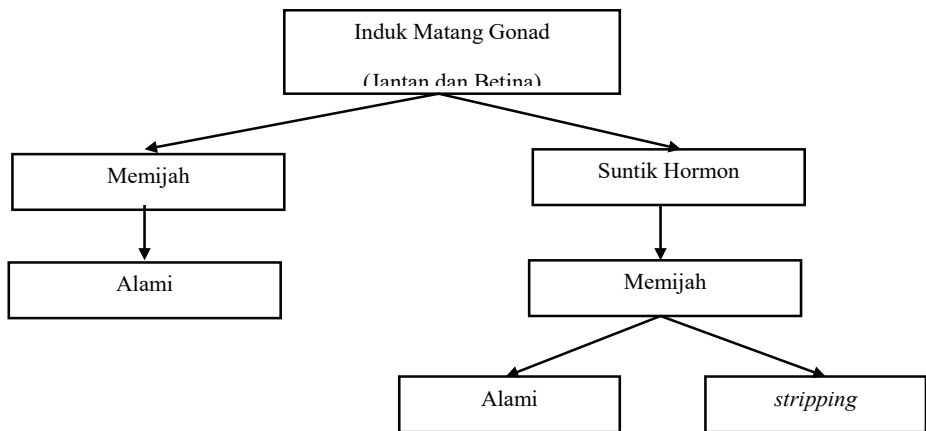 Induk Matang Gonad
(Jantan dan Betina)
Memijah
Suntik Hormon
Alami
Memijah
Alami
stripping